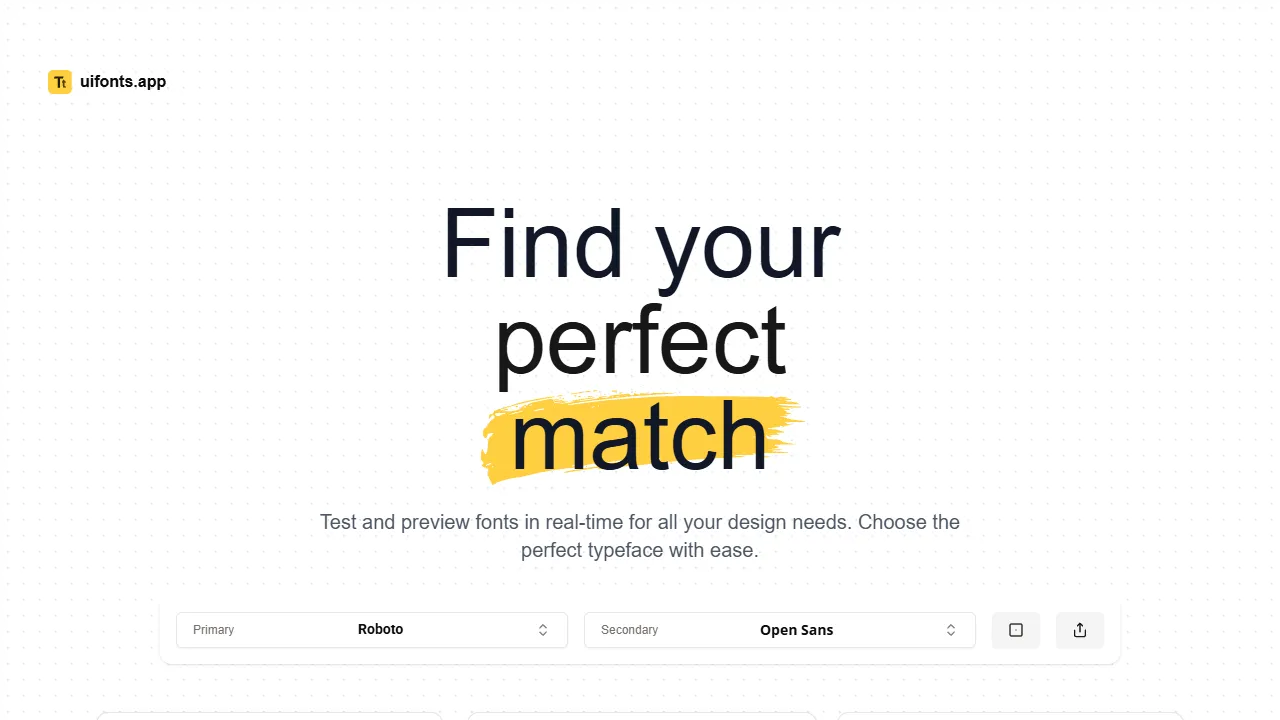 Tt uifonts.app
Find your
perfect
match
Test and preview fonts in real-time for all your design needs. Choose the
perfect typeface with ease.
Primary Roboto Secondary Open Sans